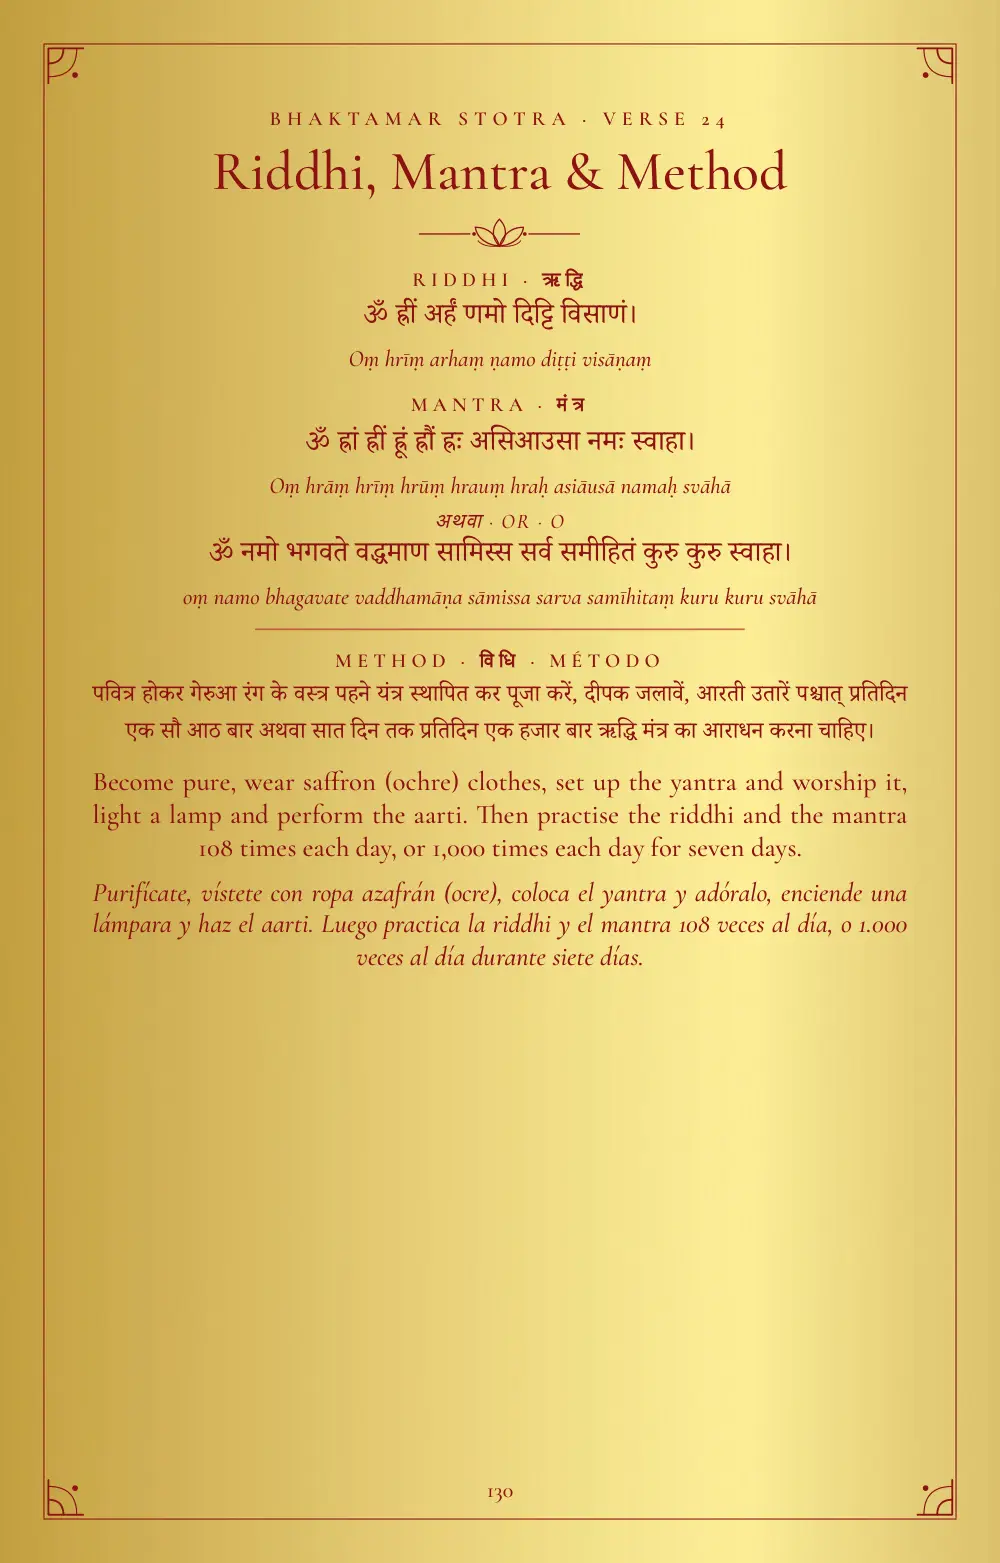 BHAKTAMAR STOTRA · VERSE 24
Riddhi, Mantra & Method
RIDDHI · ऋद्धि
ॐ ह्रीं अर्हं णमो दिट्टि विसाणं।
Oṃ hrīṃ arhaṃ ṇamo diṭṭi visāṇaṃ
MANTRA · मंत्र
ॐ ह्रां ह्रीं ह्रूं ह्रौं ह्रः असिआउसा नमः स्वाहा।
Oṃ hrāṃ hrīṃ hrūṃ hrauṃ hraḥ asiāusā namaḥ svāhā
अथवा · OR · O
ॐ नमो भगवते वद्धमाण सामिस्स सर्व समीहितं कुरु कुरु स्वाहा।
oṃ namo bhagavate vaddhamāṇa sāmissa sarva samīhitaṃ kuru kuru svāhā
METHOD · विधि · MÉTODO
पवित्र होकर गेरुआ रंग के वस्त्र पहने यंत्र स्थापित कर पूजा करें, दीपक जलावें, आरती उतारें पश्चात् प्रतिदिन
एक सौ आठ बार अथवा सात दिन तक प्रतिदिन एक हजार बार ऋद्धि मंत्र का आराधन करना चाहिए।
Become pure, wear saffron (ochre) clothes, set up the yantra and worship it,
light a lamp and perform the aarti. Then practise the riddhi and the mantra
108 times each day, or 1,000 times each day for seven days.
Purifícate, vístete con ropa azafrán (ocre), coloca el yantra y adóralo, enciende una
lámpara y haz el aarti. Luego practica la riddhi y el mantra 108 veces al día, o 1.000
veces al día durante siete días.
130